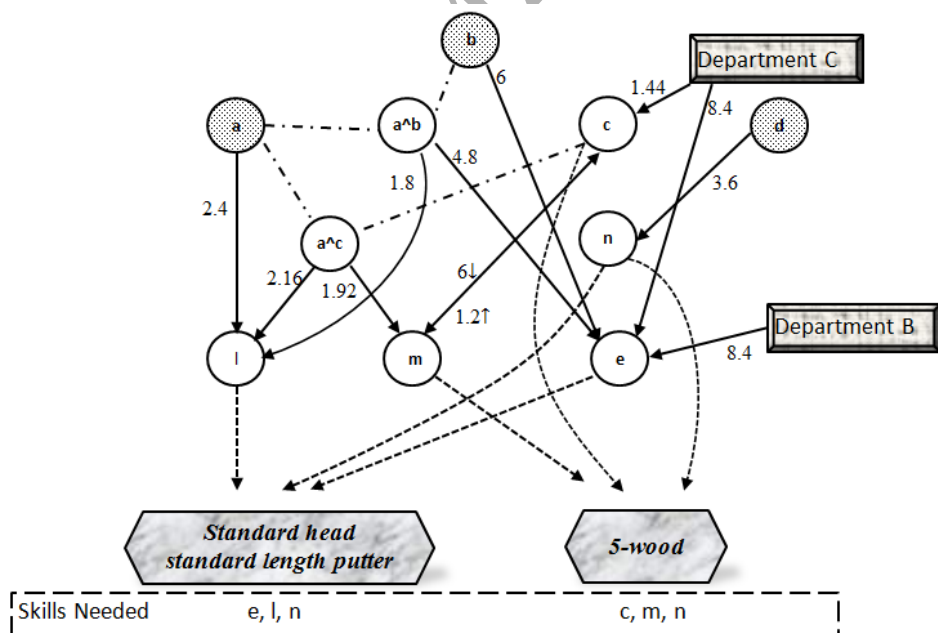 b
Department C
6
1.44
8.4
a
a^b
c
d
4.8
1.8
3.6
2.4
n
a^c
2.16
1.92
6↓
1.2↑
Department B
l
m
e
8.4
Standard head
standard length putter
5-wood
Skills Needed e, l, n c, m, n